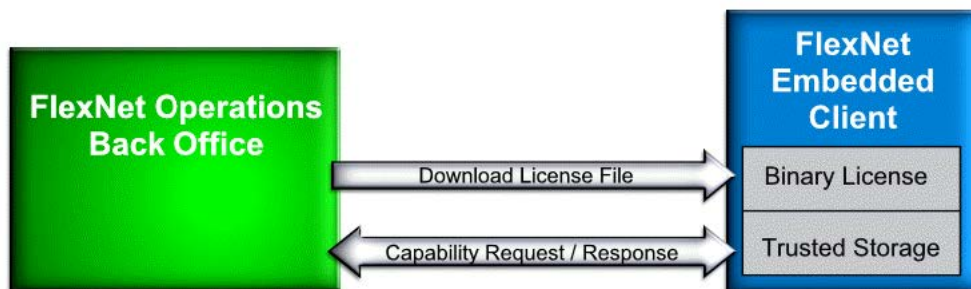 FlexNet Operations
Back Office
FlexNet
Embedded
Client
Download License File
Binary License
Capability Request / Response
Trusted Storage